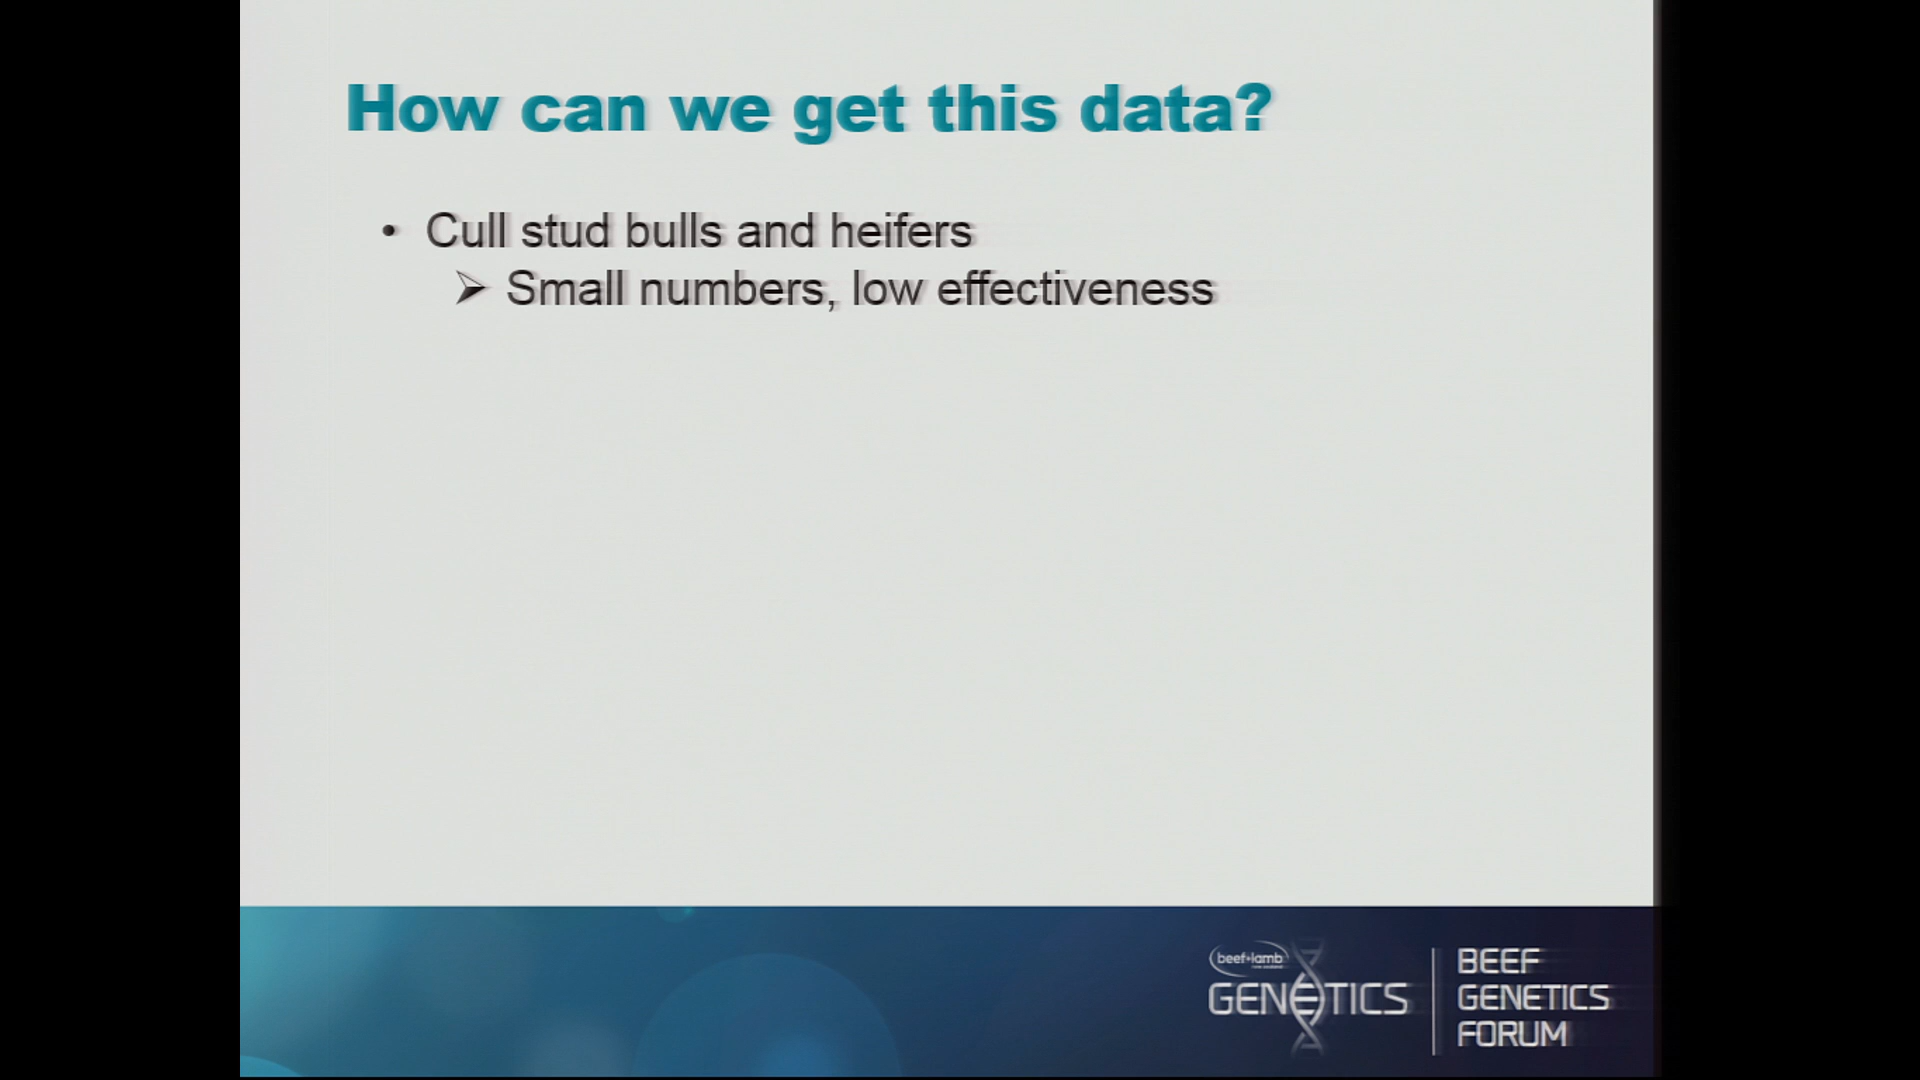 How can we get this data?
• Cull stud bulls and heifers
➢ Small numbers, low effectiveness
beef+lamb
GENETICS
BEEF
GENETICS
FORUM